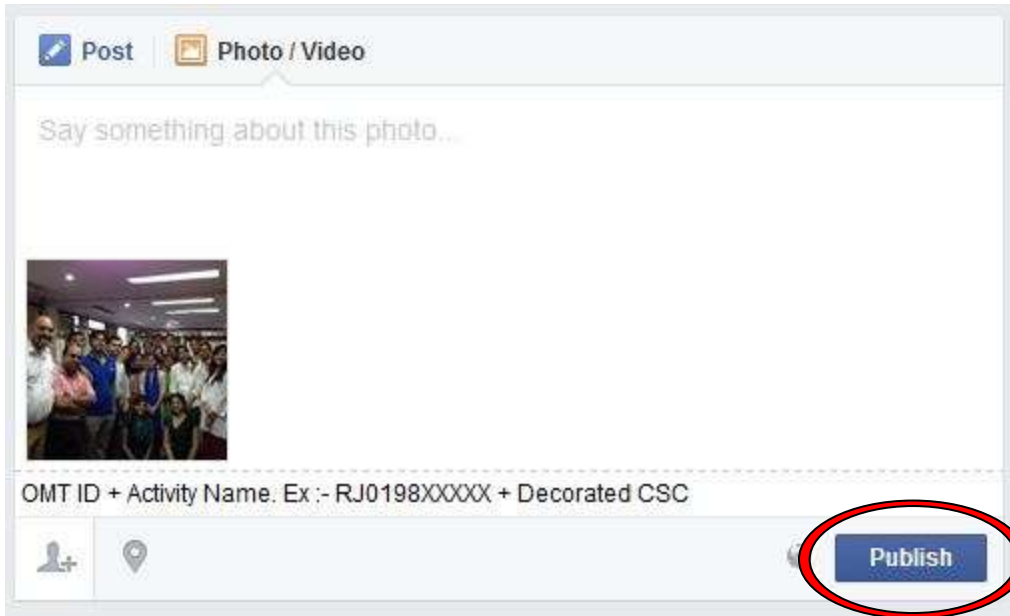 Post Photo / Video
Say something about this photo...
OMT ID + Activity Name. Ex :- RJ0198XXXXX + Decorated CSC
Publish